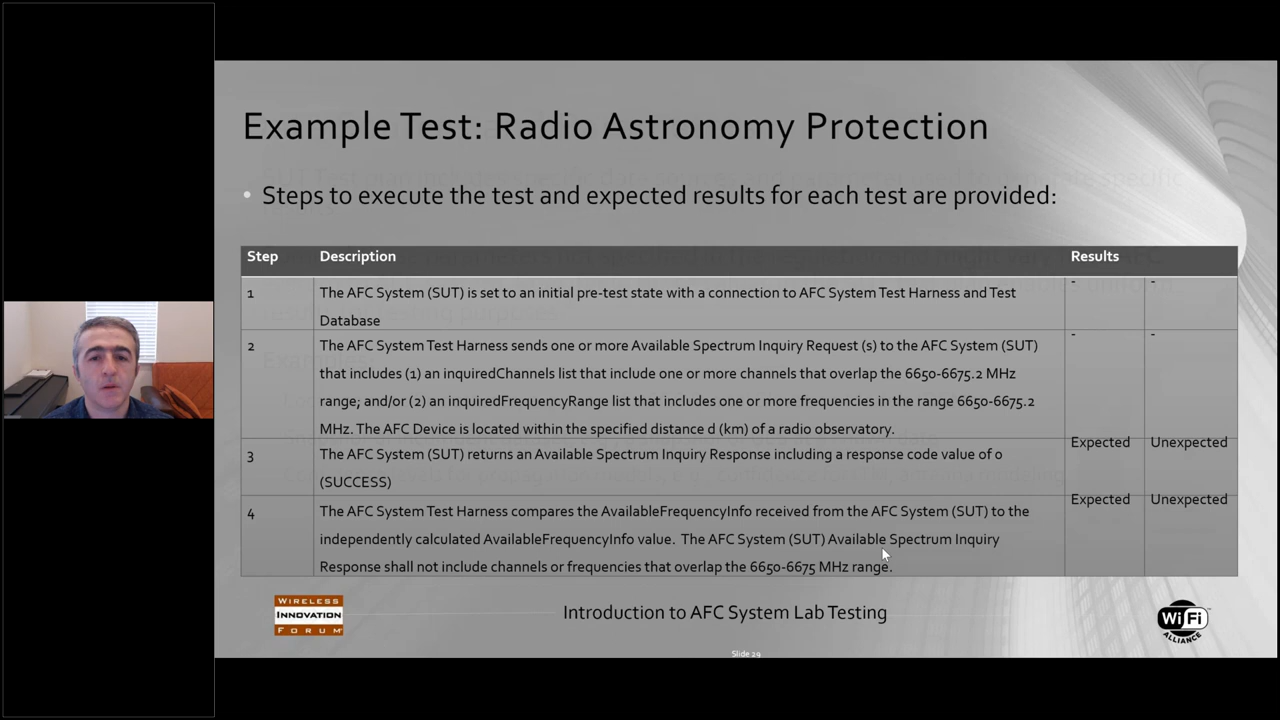 Example Test: Radio Astronomy Protection
• Steps to execute the test and expected results for each test are provided:
Step Description Results
1 The AFC System (SUT) is set to an initial pre-test state with a connection to AFC System Test Harness and Test - -
Database
2 The AFC System Test Harness sends one or more Available Spectrum Inquiry Request (s) to the AFC System (SUT) - -
that includes (1) an inquiredChannels list that include one or more channels that overlap the 6650-6675.2 MHz
range; and/or (2) an inquiredFrequencyRange list that includes one or more frequencies in the range 6650-6675.2
MHz. The AFC Device is located within the specified distance d (km) of a radio observatory.
3 The AFC System (SUT) returns an Available Spectrum Inquiry Response including a response code value of 0 Expected Unexpected
(SUCCESS)
4 The AFC System Test Harness compares the AvailableFrequencyInfo received from the AFC System (SUT) to the Expected Unexpected
independently calculated AvailableFrequencyInfo value. The AFC System (SUT) Available Spectrum Inquiry
Response shall not include channels or frequencies that overlap the 6650-6675 MHz range.
WIRELESS
INNOVATION
FORUM
Introduction to AFC System Lab Testing
Wi Fi
ALLIANCE
Slide 29